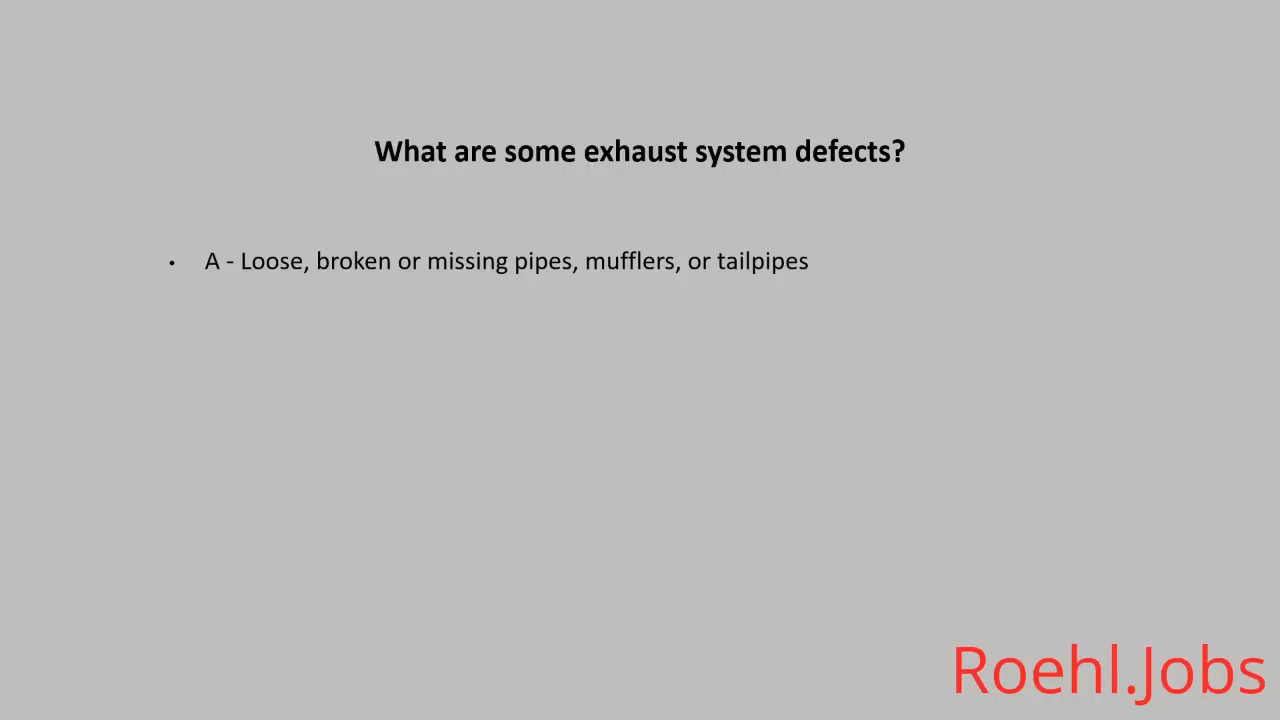 What are some exhaust system defects?
• A - Loose, broken or missing pipes, mufflers, or tailpipes
Roehl.Jobs